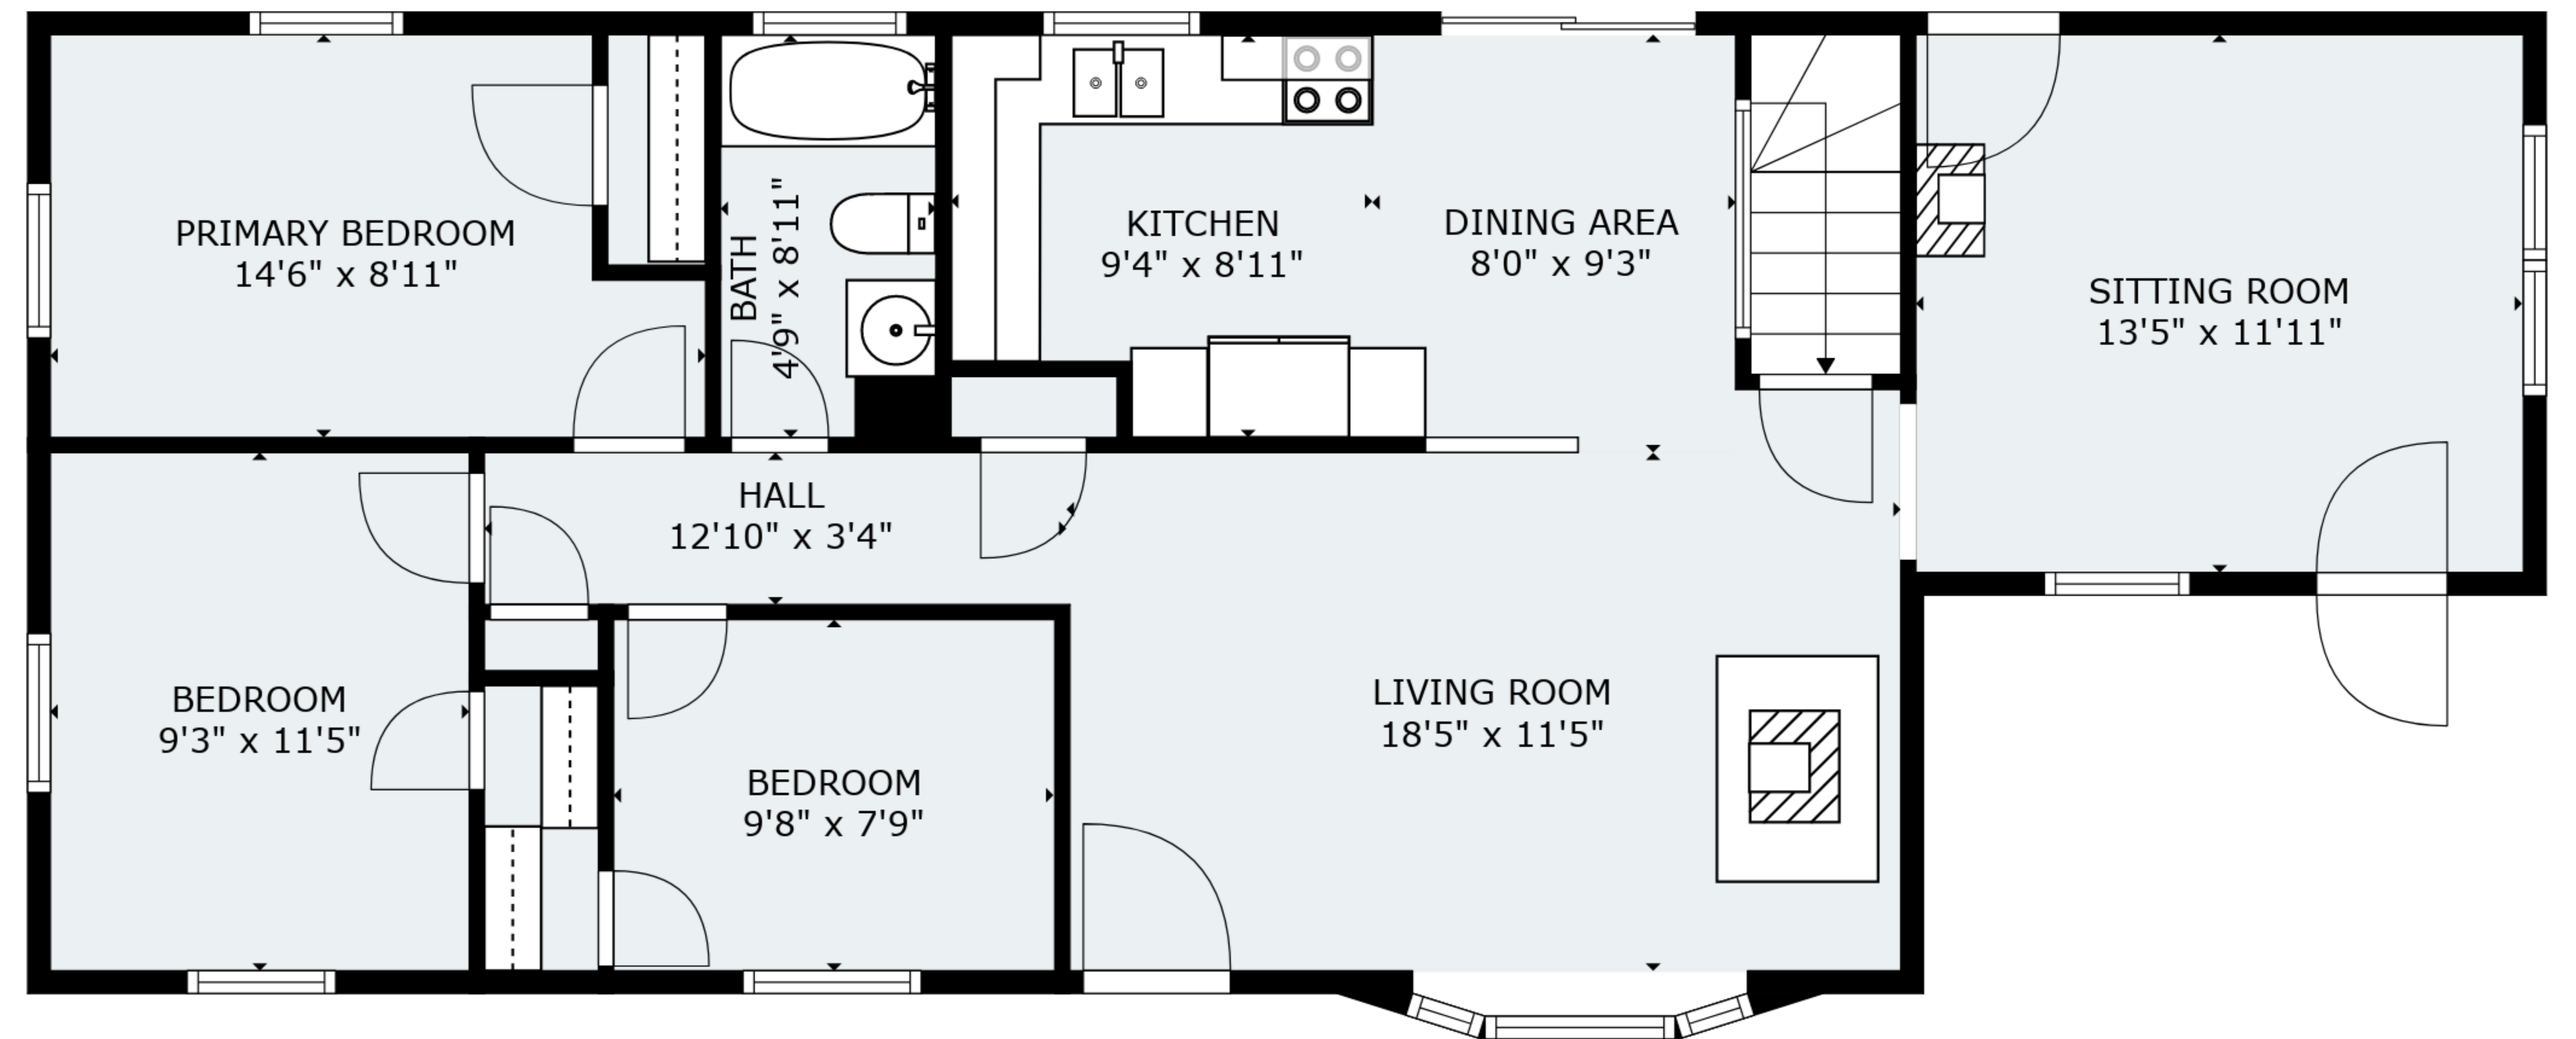 PRIMARY BEDROOM
14'6" x 8'11"
BATH
4'9" x 8'11"
KITCHEN
9'4" x 8'11"
DINING AREA
8'0" x 9'3"
SITTING ROOM
13'5" x 11'11"
HALL
12'10" x 3'4"
BEDROOM
9'3" x 11'5"
BEDROOM
9'8" x 7'9"
LIVING ROOM
18'5" x 11'5"